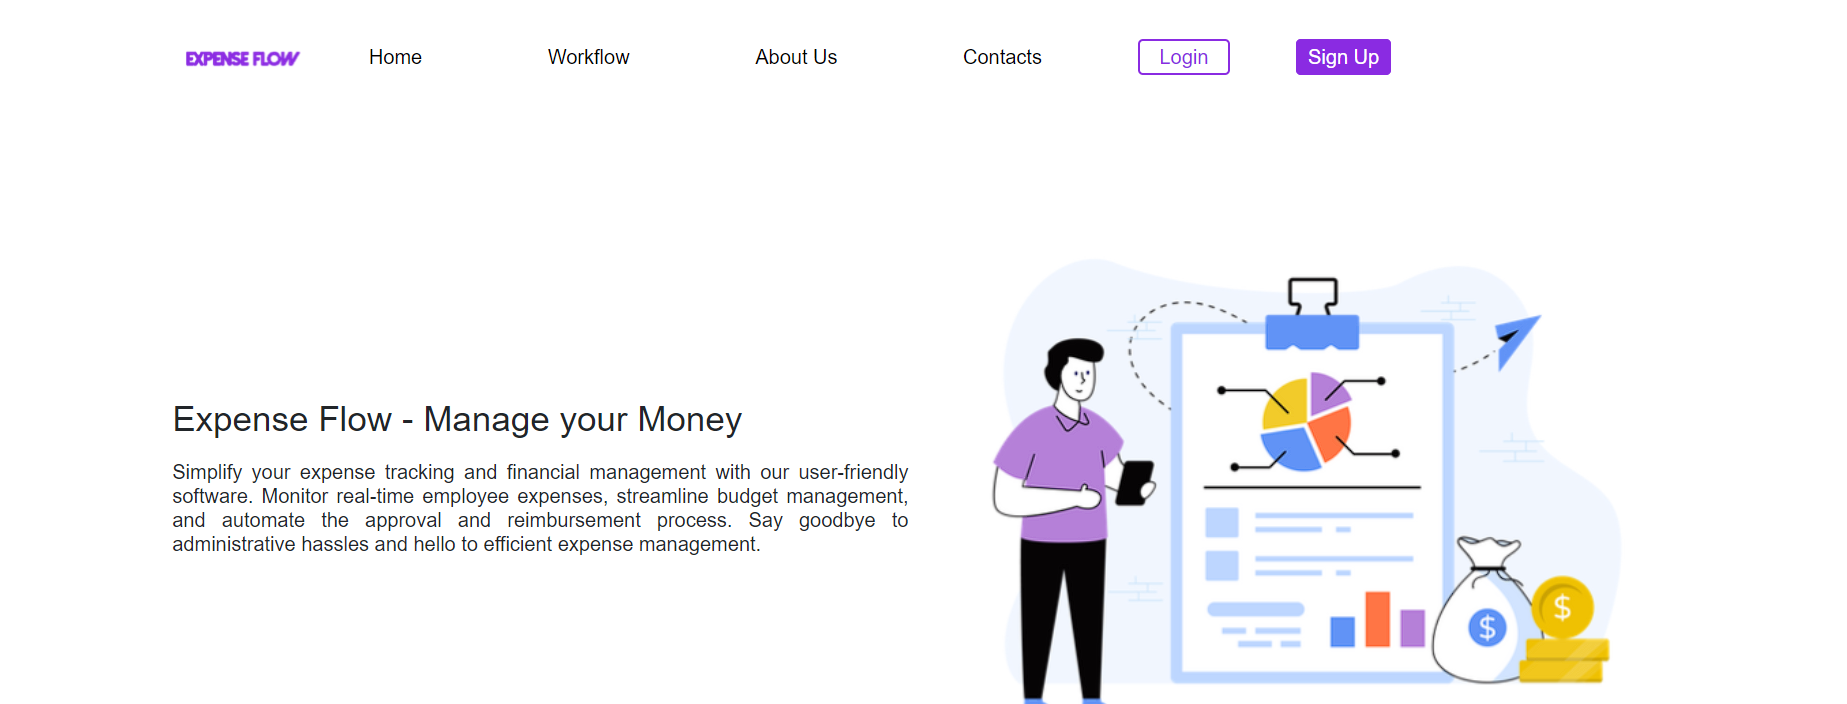 EXPENSE FLOW Home Workflow About Us Contacts Login Sign Up
Expense Flow - Manage your Money
Simplify your expense tracking and financial management with our user-friendly
software. Monitor real-time employee expenses, streamline budget management,
and automate the approval and reimbursement process. Say goodbye to
administrative hassles and hello to efficient expense management.
$
$